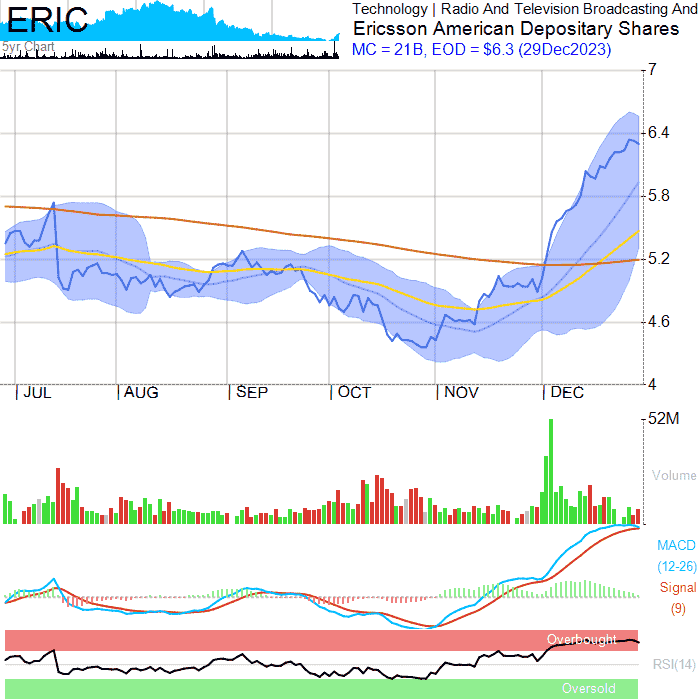 ERIC
5yr Chart
Technology | Radio And Television Broadcasting And
Ericsson American Depositary Shares
MC = 21B, EOD = $6.3 (29Dec2023)
7
6.4
5.8
5.2
4.6
4
|JUL |AUG |SEP |OCT |NOV |DEC
52M
Volume
MACD
(12-26)
Signal
(9)
Overbought
RSI(14)
Oversold